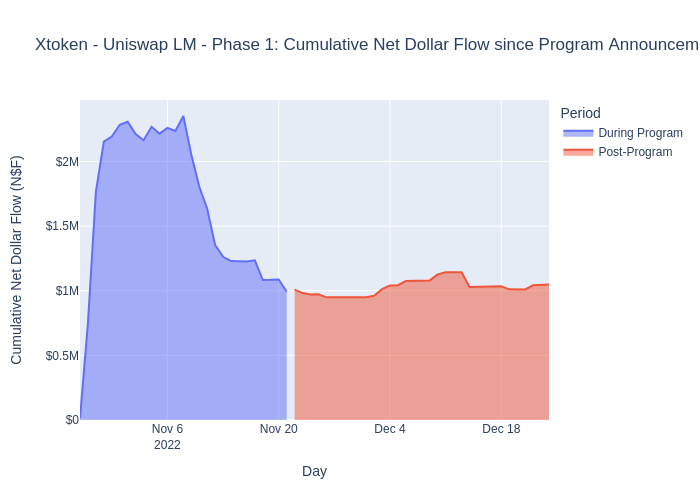 Xtoken - Uniswap LM - Phase 1: Cumulative Net Dollar Flow since Program Announcem
Period
During Program
Post-Program
Cumulative Net Dollar Flow (N$F)
$2M
$1.5M
$1M
$0.5M
$0
Nov 6
2022
Nov 20
Dec 4
Dec 18
Day